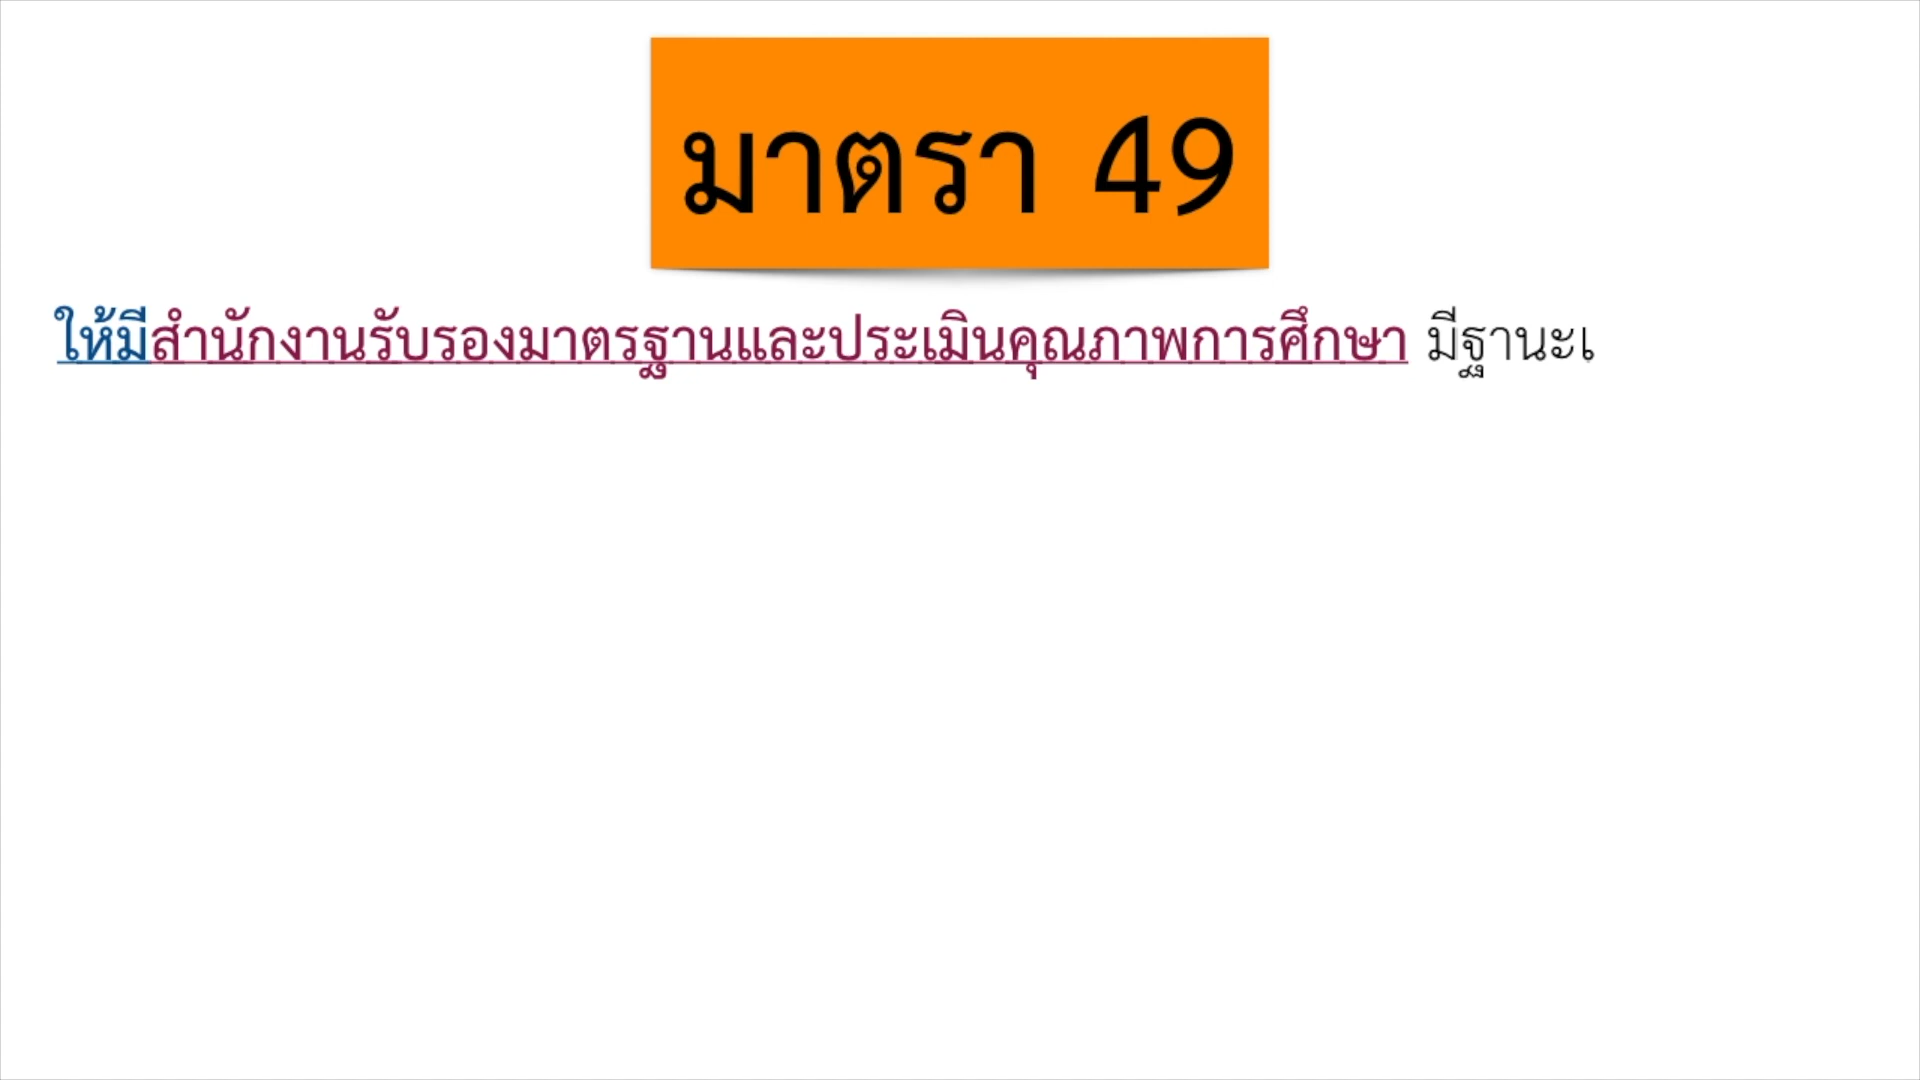 มาตรา 49
ให้มีสำนักงานรับรองมาตรฐานและประเมินคุณภาพการศึกษา มีฐานะเ